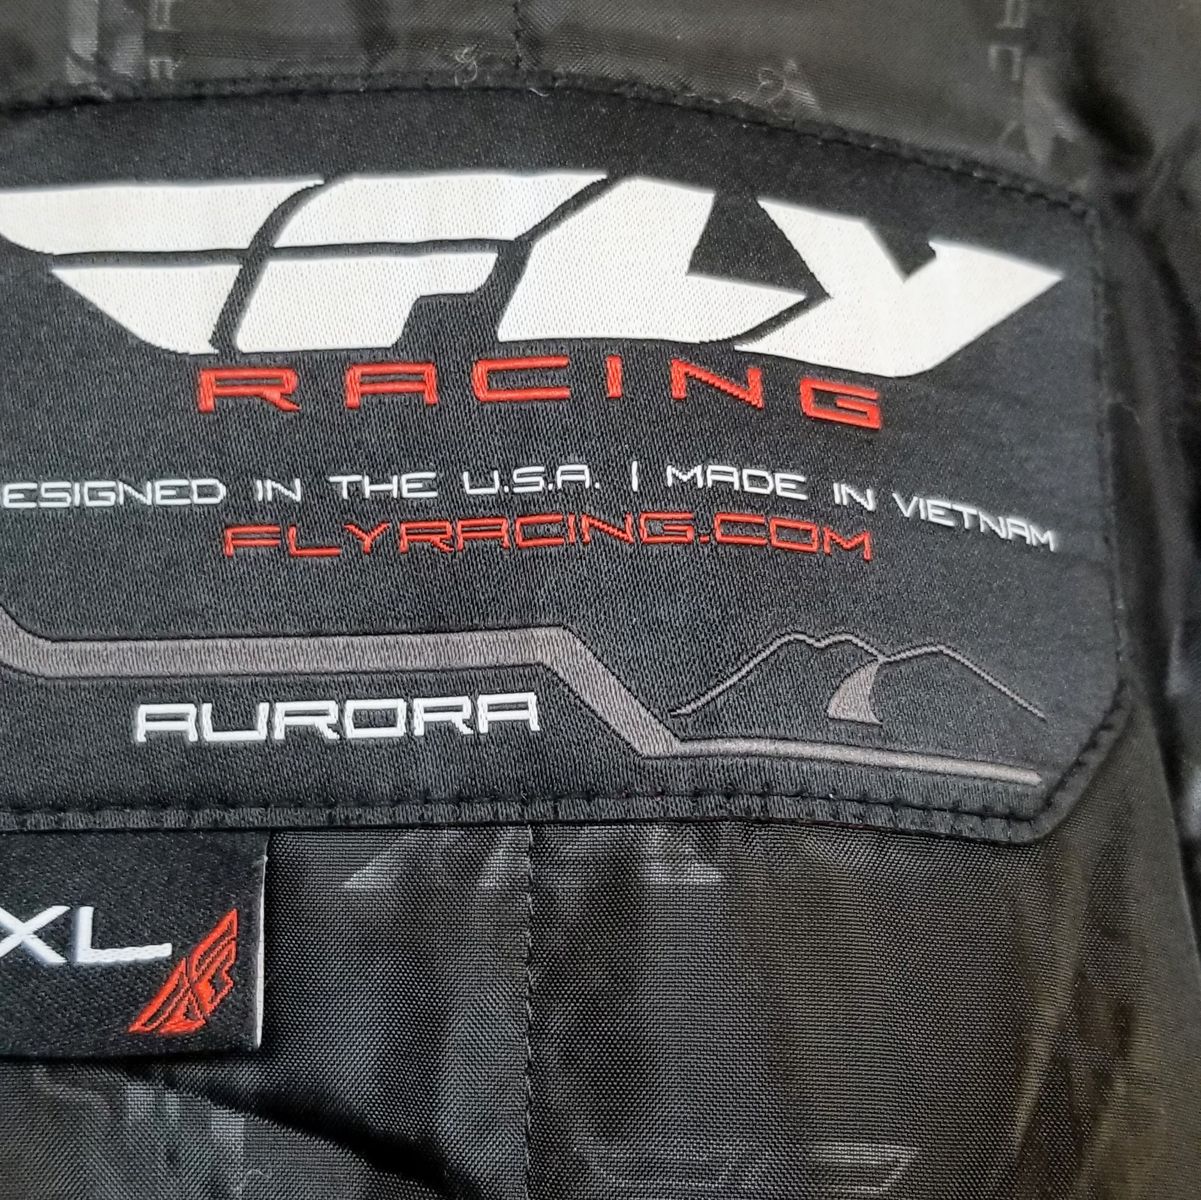 FLY
RACING
ESIGNED IN THE U.S.A. | MADE IN VIETNAM
FLYRACING.COM
AURORA
XL